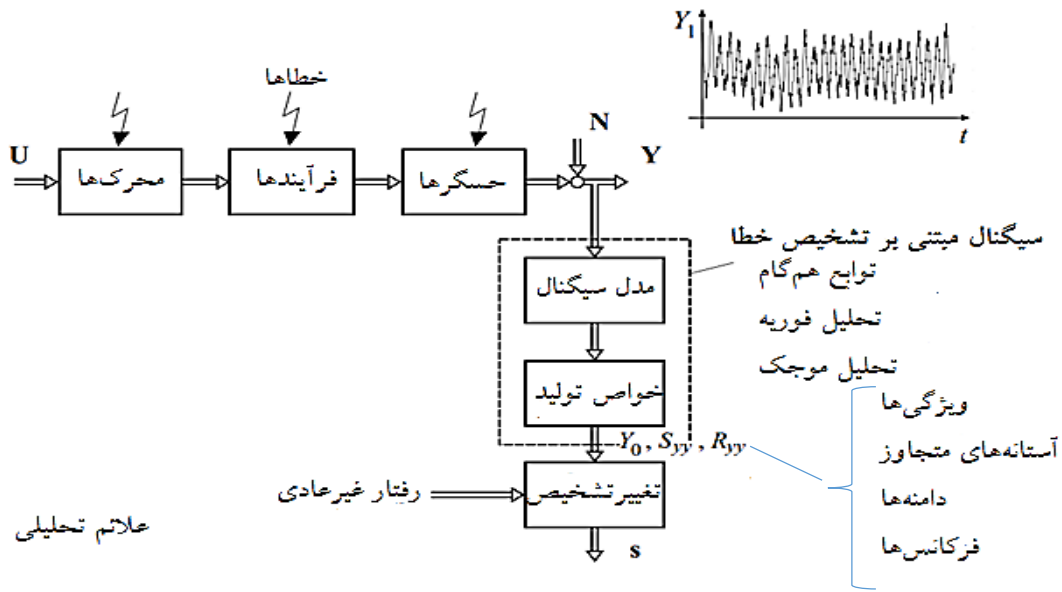 Y₁
t
خطاها
U
محرک‌ها
فرآیندها
حسگرها
N
Y
سیگنال مبتنی بر تشخیص خطا
توابع هم‌گام
تحلیل فوریه
تحلیل موجک
مدل سیگنال
خواص تولید
Y₀ , Syy , Ryy
ویژگی‌ها
آستانه‌های متجاوز
دامنه‌ها
فرکانس‌ها
رفتار غیرعادی
تغییرتشخیص
s
علائم تحلیلی